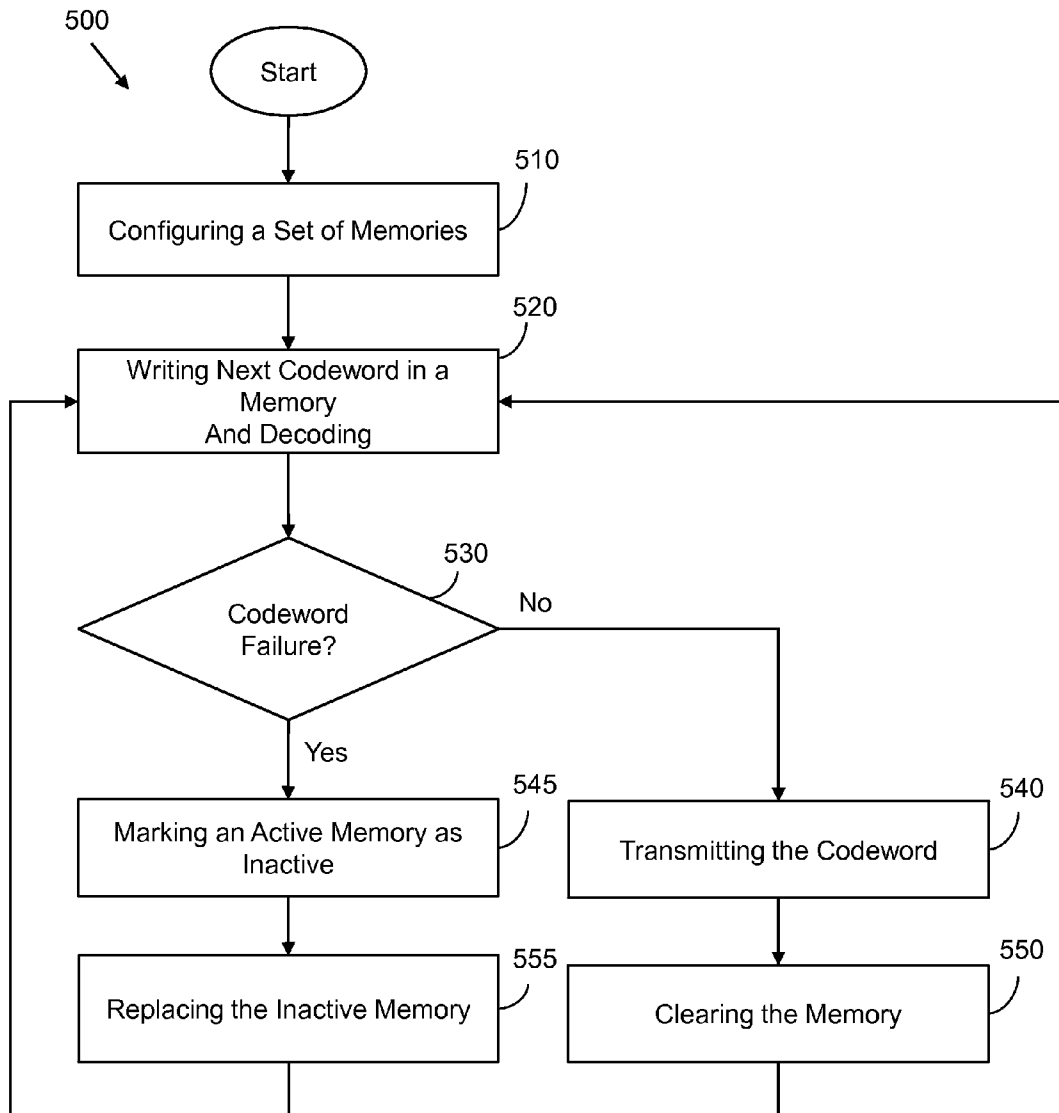 500
Start
510
Configuring a Set of Memories
520
Writing Next Codeword in a
Memory
And Decoding
530
Codeword
Failure?
No
Yes
545
Marking an Active Memory as
Inactive
540
Transmitting the Codeword
555
Replacing the Inactive Memory
550
Clearing the Memory